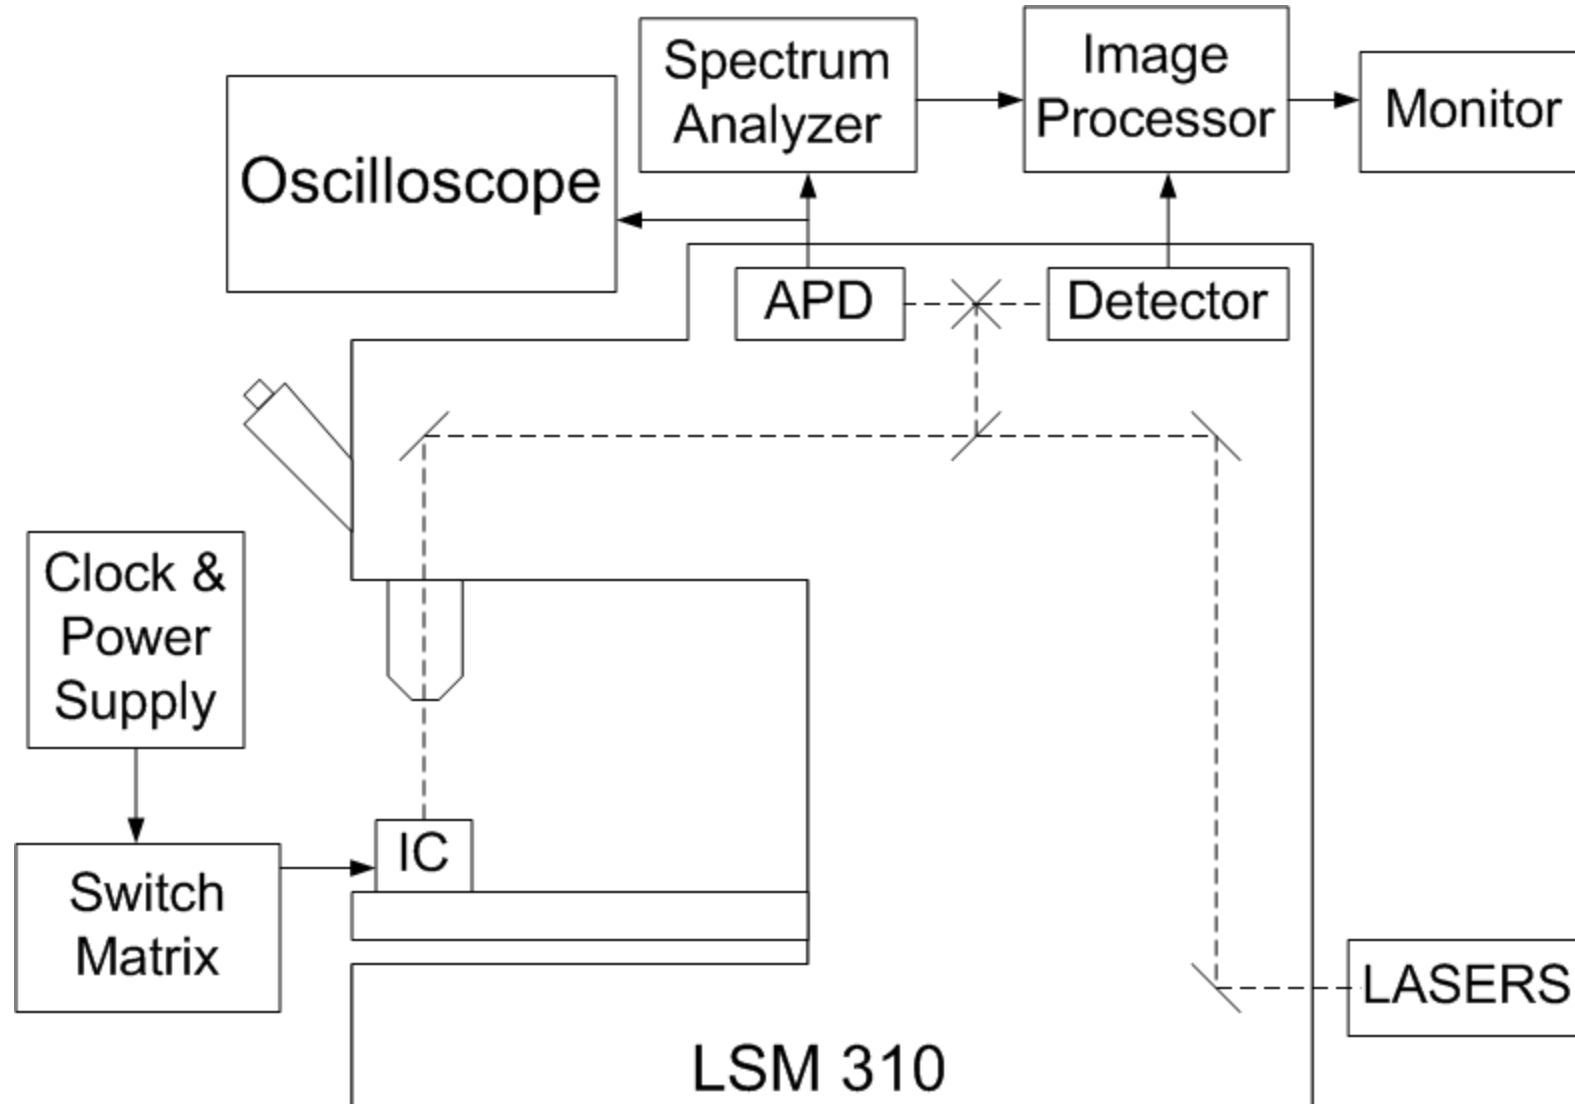 Spectrum
Analyzer
Image
Processor
Monitor
Oscilloscope
APD
Detector
Clock &
Power
Supply
IC
Switch
Matrix
LASERS
LSM 310